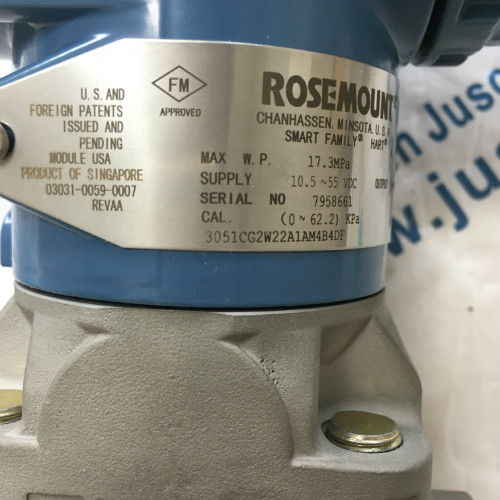 U.S. AND
FOREIGN PATENTS
ISSUED AND
PENDING
MODULE USA
PRODUCT OF SINGAPORE
03031-0059-0007
REVAA
FM
APPROVED
ROSEMOUNT
CHANHASSEN, MINSOTA. U.S.A
SMART FAMILY® HART®
MAX W.P. 17.3MPa
SUPPLY 10.5~55 VDC OUTPUT
SERIAL NO 7958661
CAL. (0~62.2) KPa
3051CG2W22A1AM4B4DF